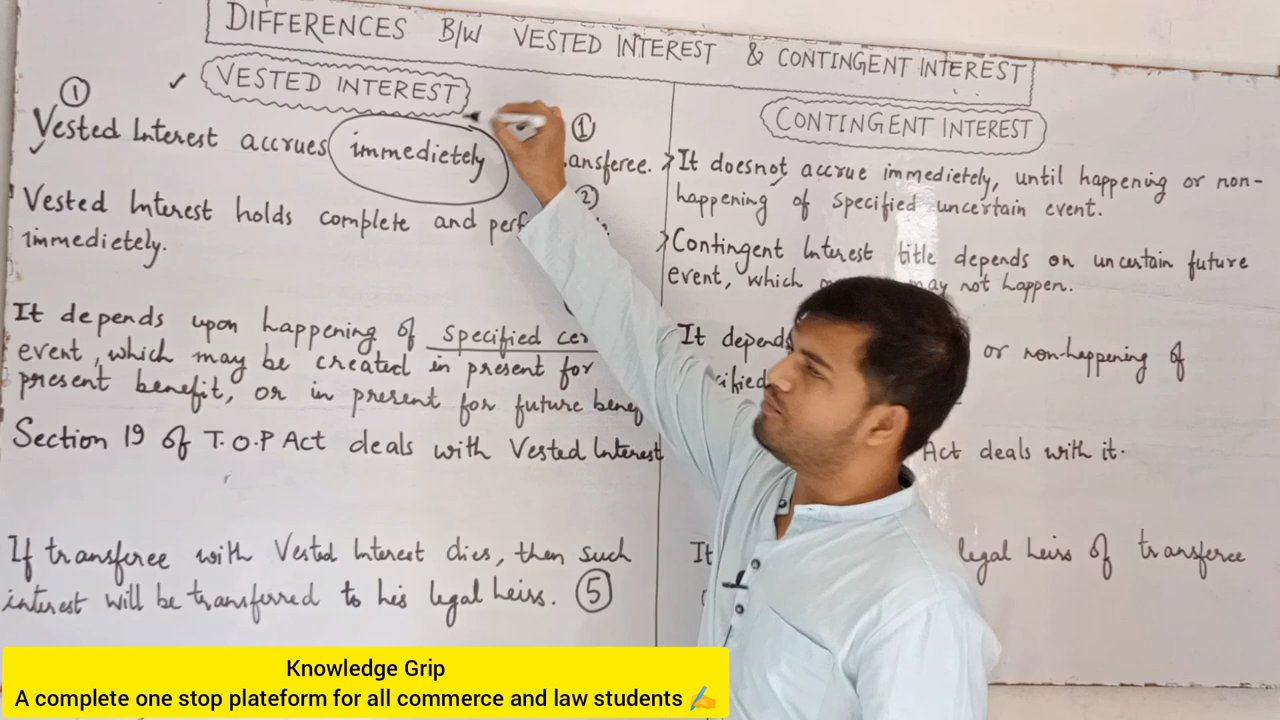 DIFFERENCES B/W VESTED INTEREST & CONTINGENT INTEREST
VESTED INTEREST
①
Vested Interest accrues immedietely ansferee.
Vested Interest holds complete and perf
immedietely.
It depends upon happening of specified cer
event, which may be created in present for
present benefit, or in present for future benef
Section 19 of T.O.P Act deals with Vested Interest
If transferee with Vested Interest dies, then such
interest will be transferred to his legal heirs. ⑤
CONTINGENT INTEREST
①
It doesnot accrue immedietely, until happening or non-
happening of specified uncertain event.
②
Contingent Interest title depends on uncertain future
event, which may not happen.
It depends or non-happening of
cified
Act deals with it.
It legal heirs of transferee
Knowledge Grip
A complete one stop plateform for all commerce and law students ✍